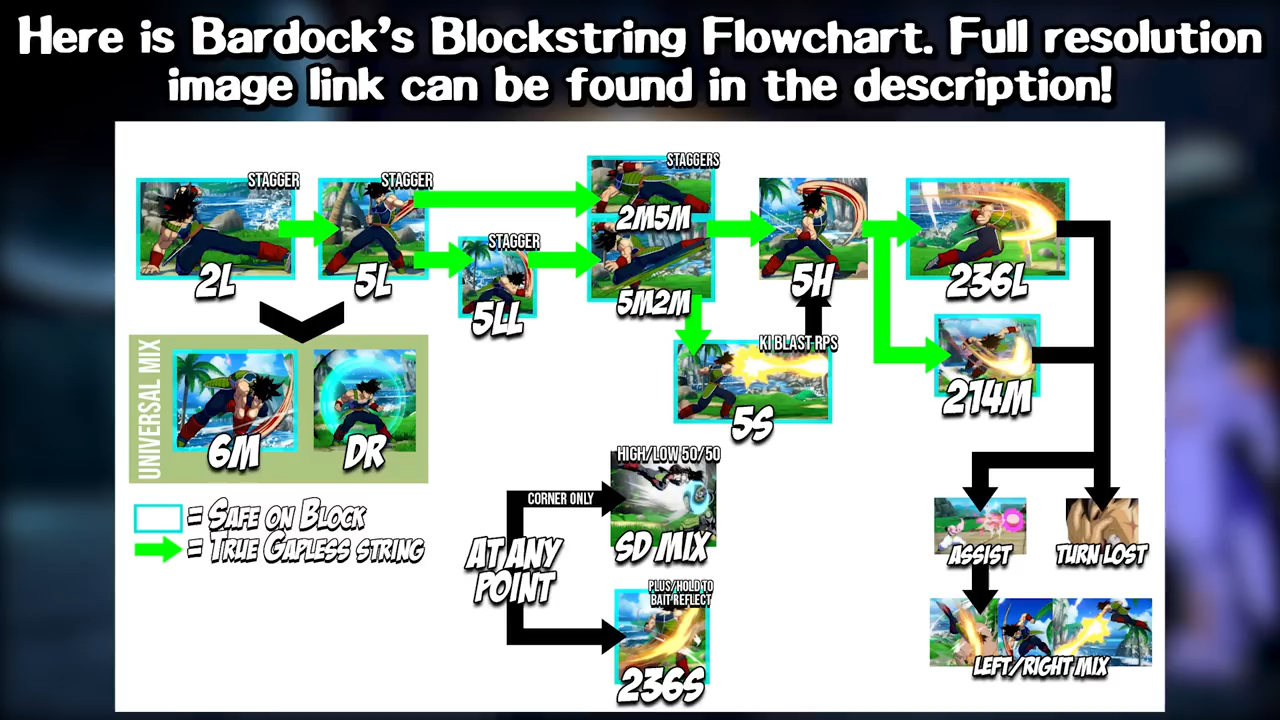 Here is Bardock's Blockstring Flowchart. Full resolution
image link can be found in the description!
STAGGER
2L
STAGGER
5L
STAGGER
5LL
STAGGERS
2M5M
5M2M
5H
236L
214M
KI BLAST RPS
5S
UNIVERSAL MIX
6M
DR
= SAFE ON BLOCK
= TRUE GAPLESS STRING
AT ANY
POINT
CORNER ONLY
HIGH/LOW 50/50
SD MIX
PLUS/HOLD TO
BAIT REFLECT
236S
ASSIST
TURN LOST
LEFT/RIGHT MIX